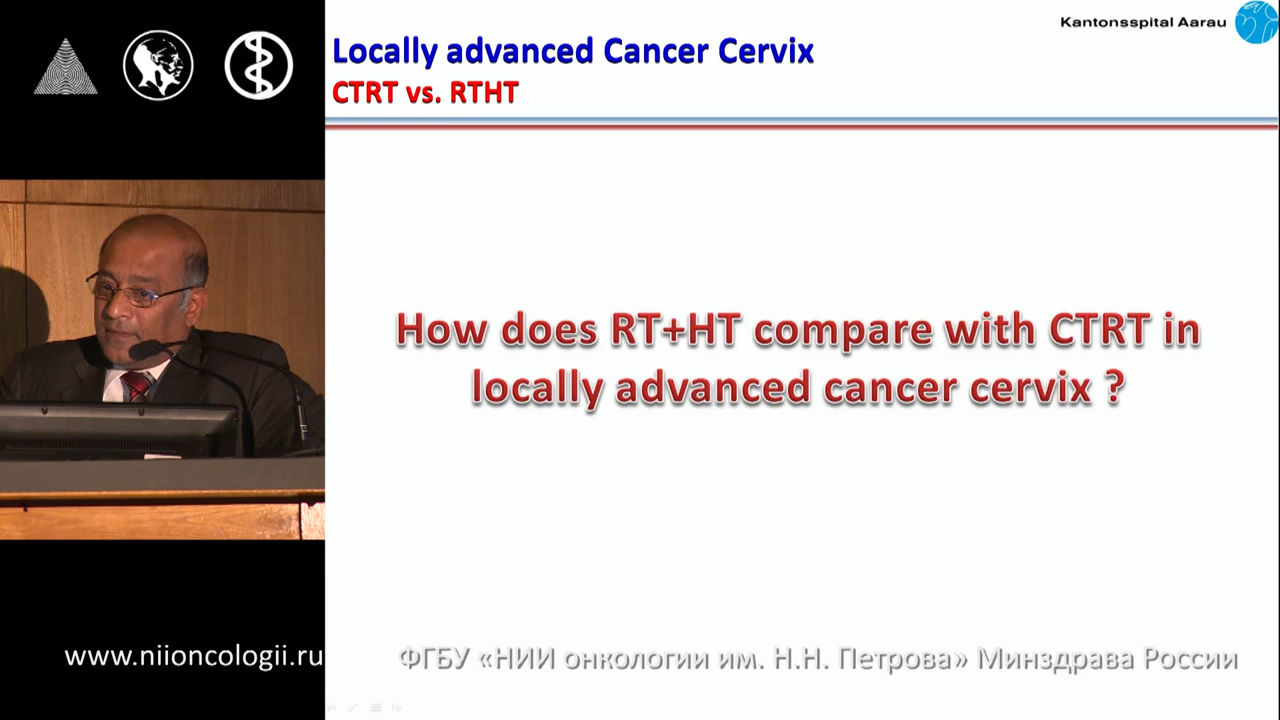 Kantonsspital Aarau
Locally advanced Cancer Cervix
CTRT vs. RTHT
How does RT+HT compare with CTRT in
locally advanced cancer cervix ?
www.niioncologii.ru
ФГБУ «НИИ онкологии им. Н.Н. Петрова» Минздрава России